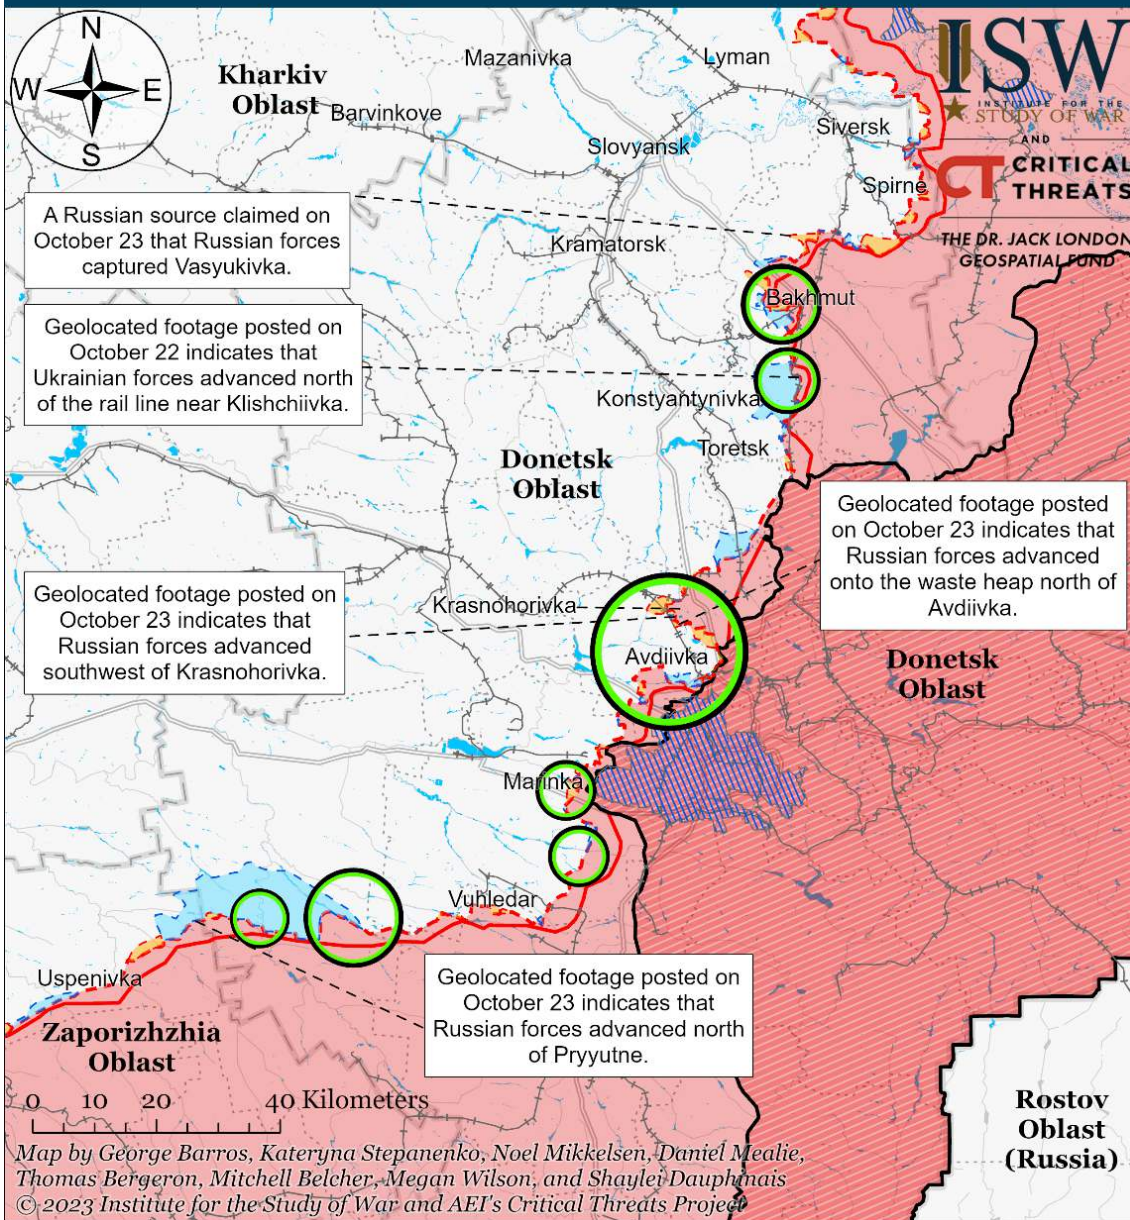 N
W
E
S
Kharkiv
Oblast
Mazanivka
Lyman
Barvinkove
Slovyansk
Siversk
Spirne
Kramatorsk
ISW
INSTITUTE FOR THE
STUDY OF WAR
AND
CT CRITICAL
THREATS
THE DR. JACK LONDON
GEOSPATIAL FUND
A Russian source claimed on
October 23 that Russian forces
captured Vasyukivka.
Bakhmut
Geolocated footage posted on
October 22 indicates that
Ukrainian forces advanced north
of the rail line near Klishchiivka.
Konstyantynivka
Toretsk
Donetsk
Oblast
Geolocated footage posted
on October 23 indicates that
Russian forces advanced
onto the waste heap north of
Avdiivka.
Geolocated footage posted on
October 23 indicates that
Russian forces advanced
southwest of Krasnohorivka.
Krasnohorivka
Avdiivka
Donetsk
Oblast
Marinka
Vuhledar
Uspenivka
Geolocated footage posted on
October 23 indicates that
Russian forces advanced north
of Pryyutne.
Zaporizhzhia
Oblast
Rostov
Oblast
(Russia)
0 10 20 40 Kilometers
Map by George Barros, Kateryna Stepanenko, Noel Mikkelsen, Daniel Mealie,
Thomas Bergeron, Mitchell Belcher, Megan Wilson, and Shaylei Dauphinais
© 2023 Institute for the Study of War and AEI's Critical Threats Project